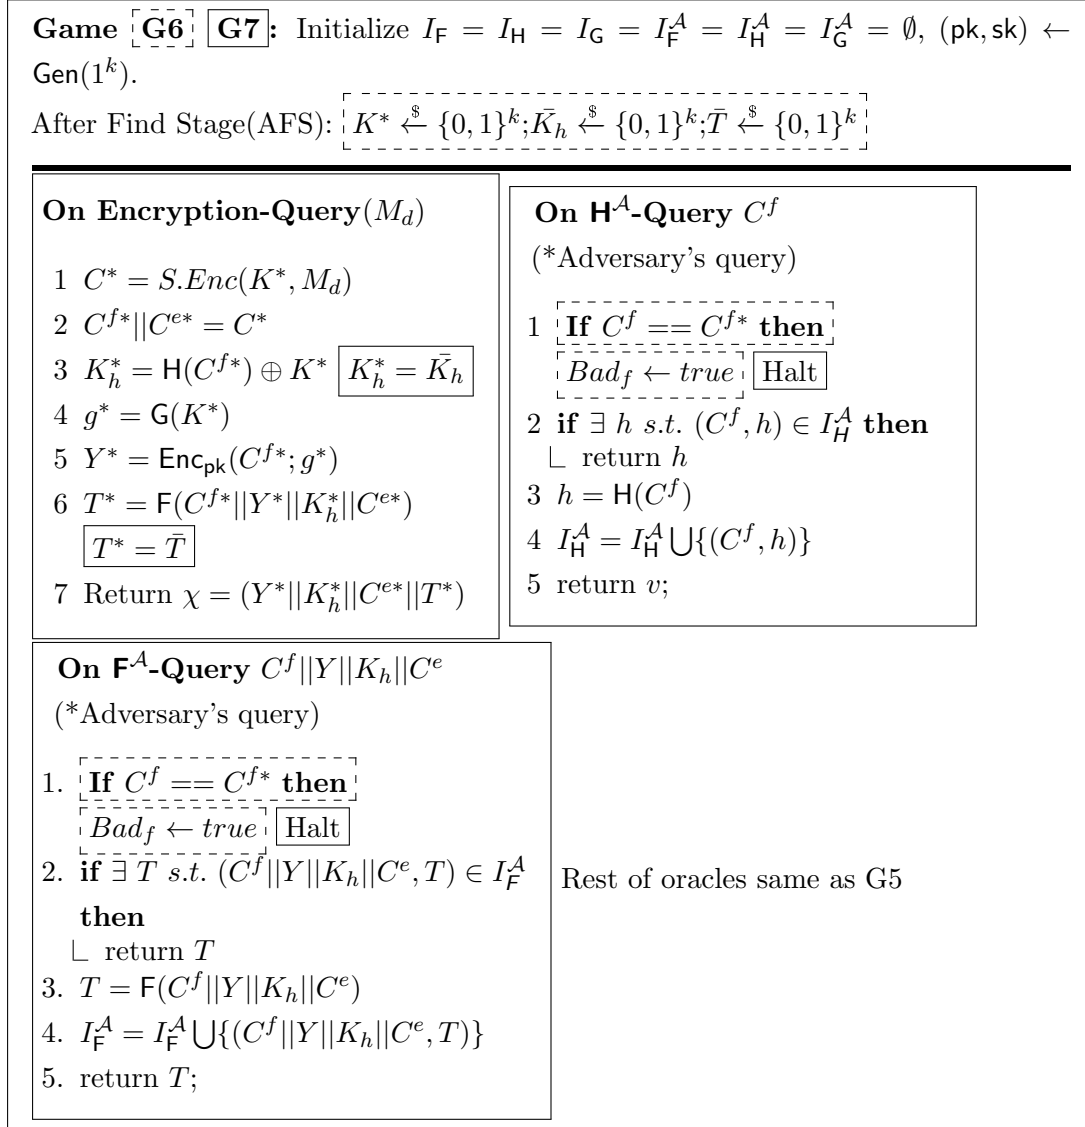 Game G6 G7: Initialize I_F = I_H = I_G = I_F^A = I_H^A = I_G^A = ∅, (pk, sk) ←
Gen(1^k).
After Find Stage(AFS): K* ←$ {0, 1}^k;K̄_h ←$ {0, 1}^k;T̄ ←$ {0, 1}^k
On Encryption-Query(M_d)
1 C* = S.Enc(K*, M_d)
2 C^{f*}||C^{e*} = C*
3 K_h* = H(C^{f*}) ⊕ K* K_h* = K̄_h
4 g* = G(K*)
5 Y* = Enc_pk(C^{f*}; g*)
6 T* = F(C^{f*}||Y*||K_h*||C^{e*})
T* = T̄
7 Return χ = (Y*||K_h*||C^{e*}||T*)
On H^A-Query C^f
(*Adversary's query)
1 If C^f == C^{f*} then
Bad_f ← true Halt
2 if ∃ h s.t. (C^f, h) ∈ I_H^A then
return h
3 h = H(C^f)
4 I_H^A = I_H^A ⋃{(C^f, h)}
5 return v;
On F^A-Query C^f||Y||K_h||C^e
(*Adversary's query)
1. If C^f == C^{f*} then
Bad_f ← true Halt
2. if ∃ T s.t. (C^f||Y||K_h||C^e, T) ∈ I_F^A
then
return T
3. T = F(C^f||Y||K_h||C^e)
4. I_F^A = I_F^A ⋃{(C^f||Y||K_h||C^e, T)}
5. return T;
Rest of oracles same as G5